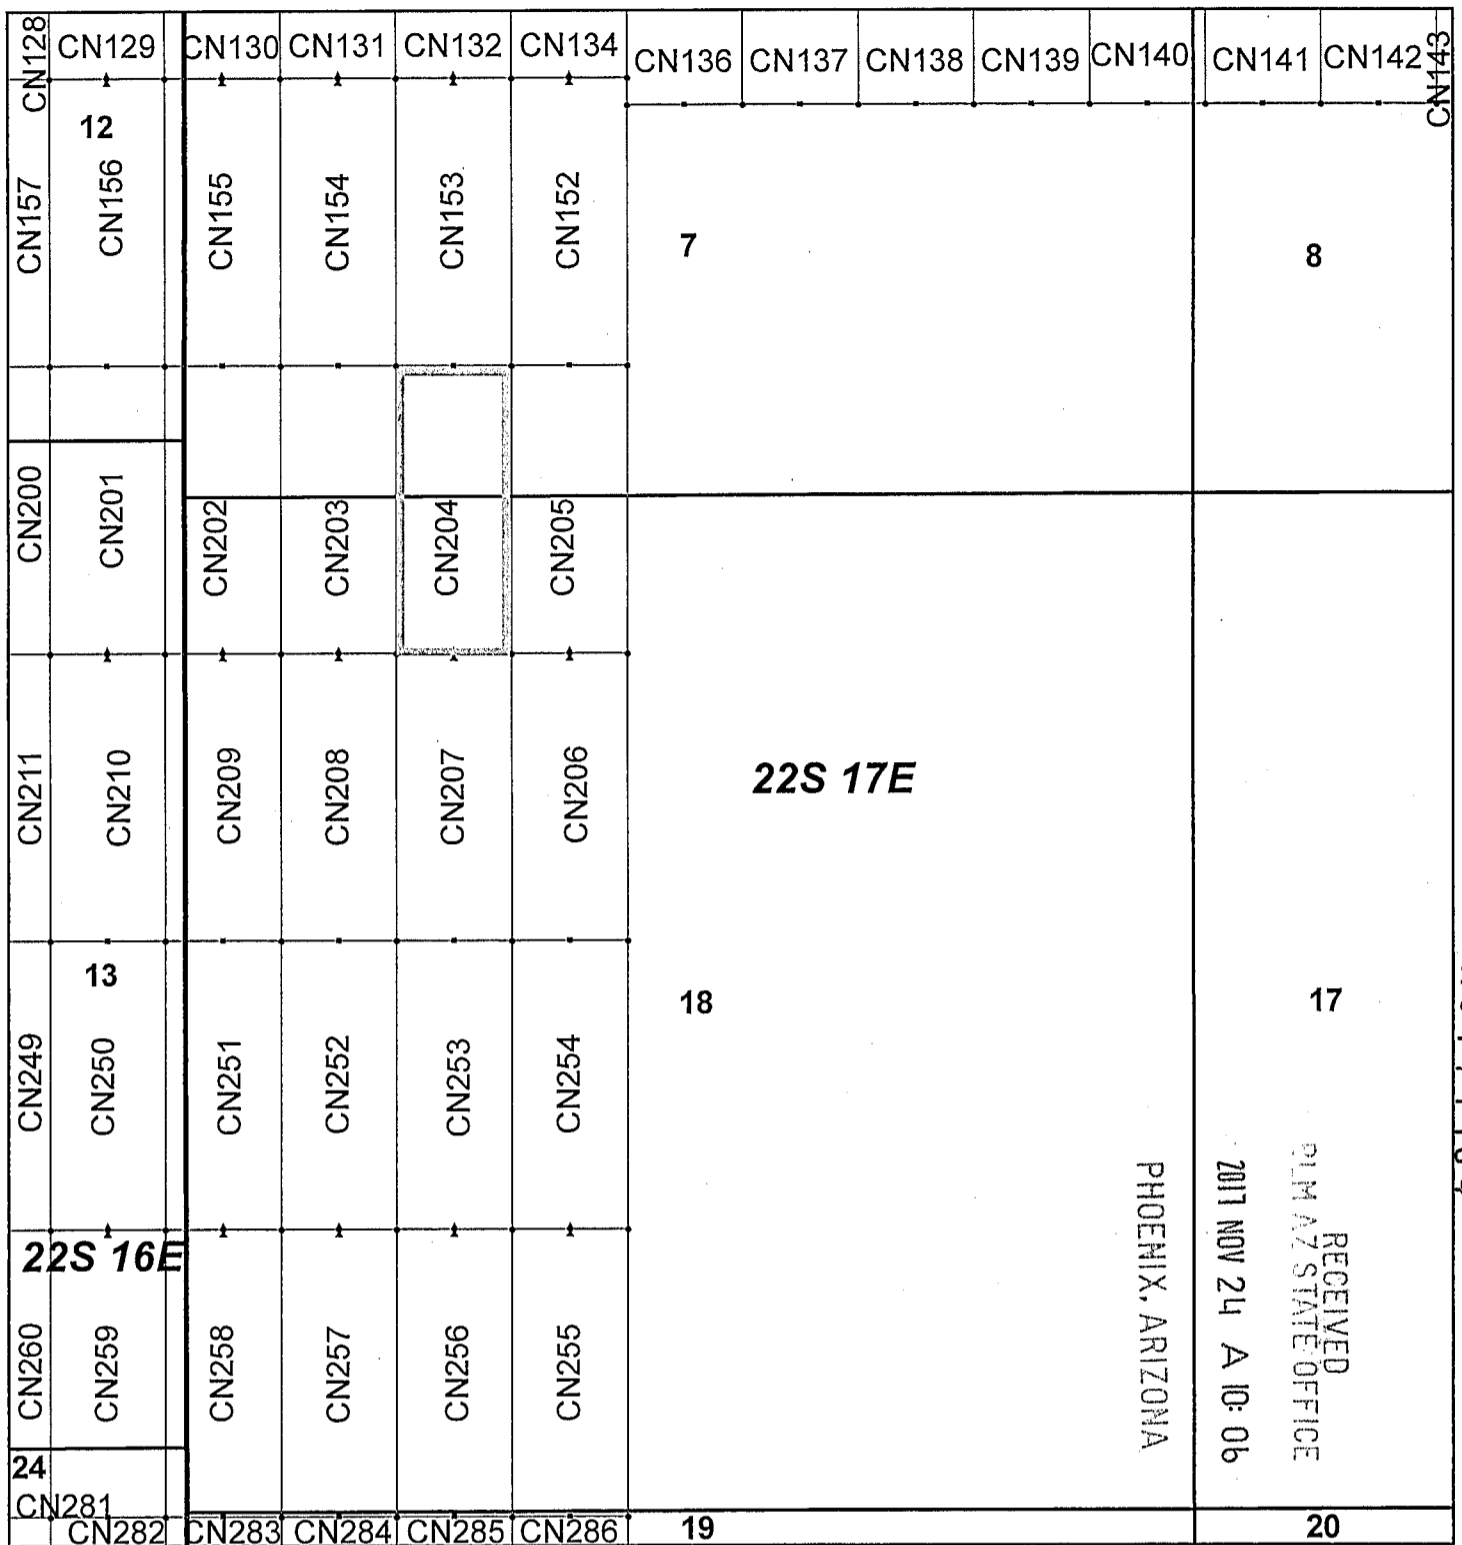 CN128 CN129 CN130 CN131 CN132 CN134 CN136 CN137 CN138 CN139 CN140 CN141 CN142 CN143
12
CN157 CN156 CN155 CN154 CN153 CN152
7 8
CN200 CN201 CN202 CN203 CN204 CN205
CN211 CN210 CN209 CN208 CN207 CN206
22S 17E
13 18 17
CN249 CN250 CN251 CN252 CN253 CN254
22S 16E
CN260 CN259 CN258 CN257 CN256 CN255
RECEIVED
BLM AZ STATE OFFICE
2017 NOV 24 A 10: 06
PHOENIX, ARIZONA
24
CN281
CN282 CN283 CN284 CN285 CN286 19 20